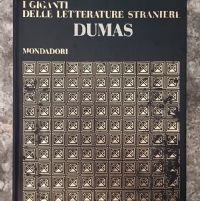 I GIGANTI
DELLE LETTERATURE STRANIERE
DUMAS
MONDADORI